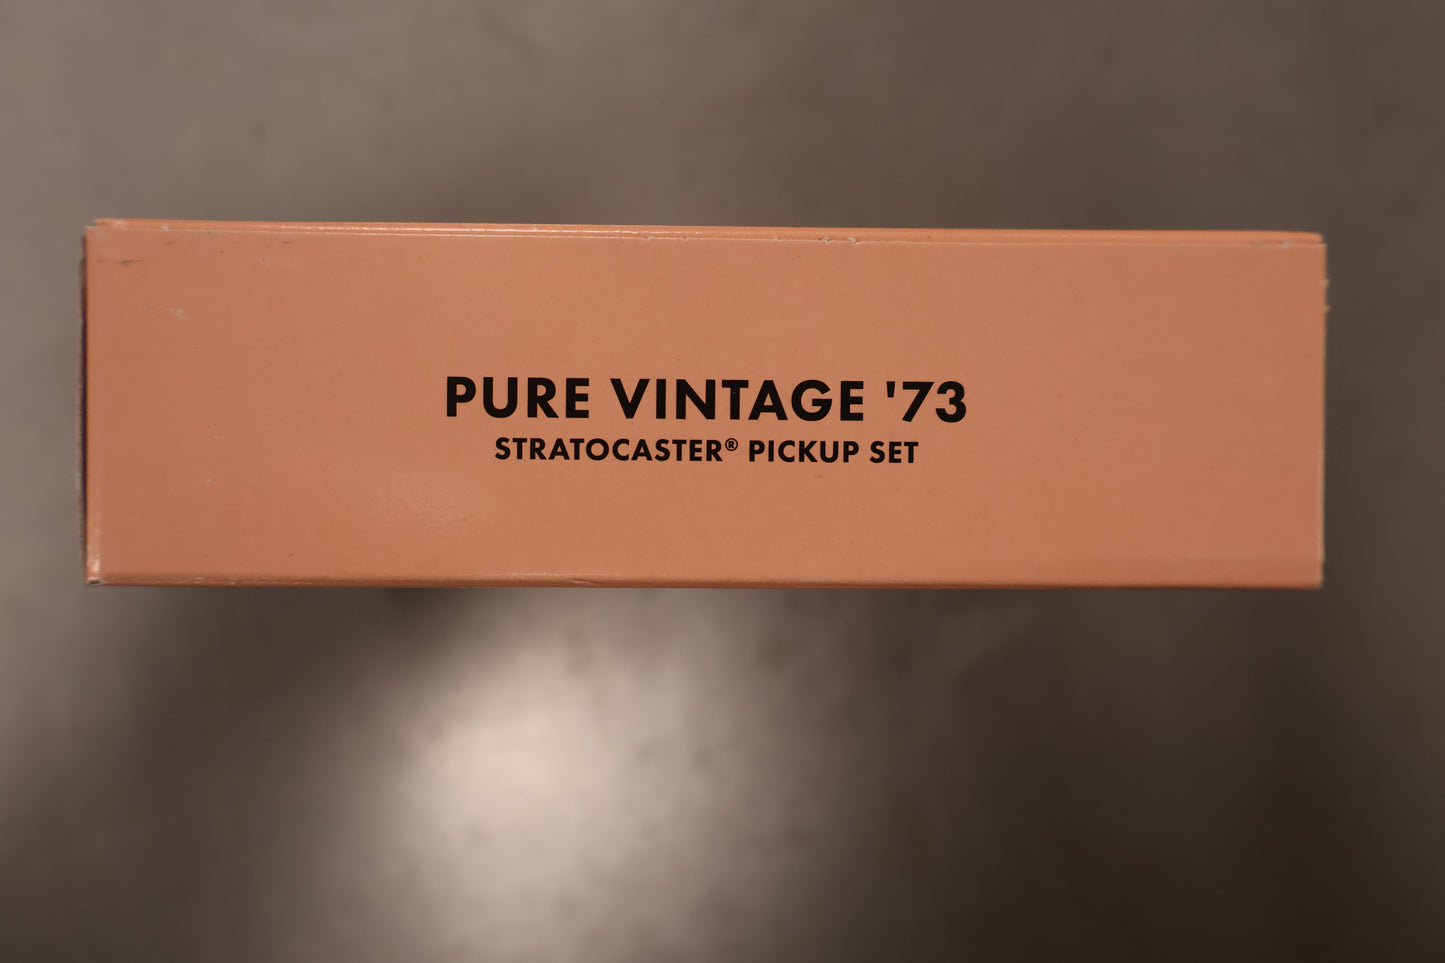 PURE VINTAGE '73
STRATOCASTER® PICKUP SET